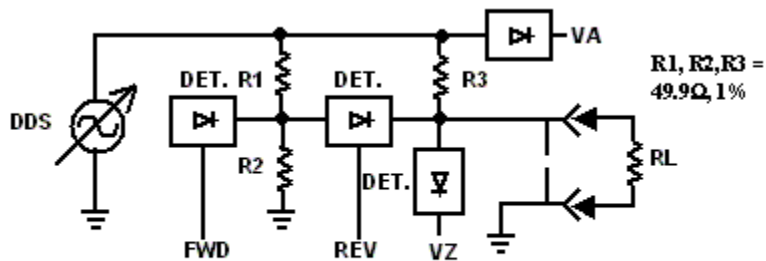 VA
R1, R2,R3 =
49.9Ω, 1%
DET. R1
DET.
R3
DDS
R2
DET.
RL
FWD
REV
VZ